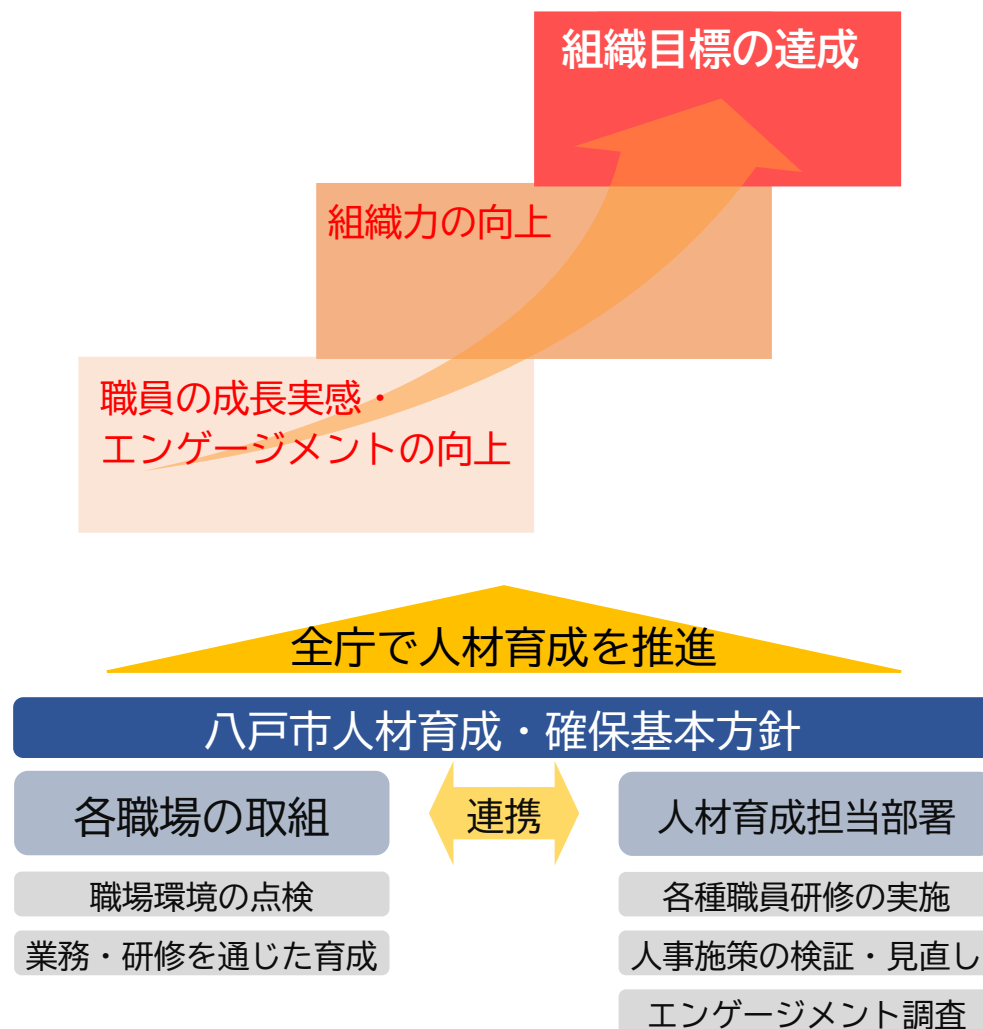 組織目標の達成
組織力の向上
職員の成長実感・
エンゲージメントの向上
全庁で人材育成を推進
八戸市人材育成・確保基本方針
各職場の取組
連携
人材育成担当部署
職場環境の点検
業務・研修を通じた育成
各種職員研修の実施
人事施策の検証・見直し
エンゲージメント調査